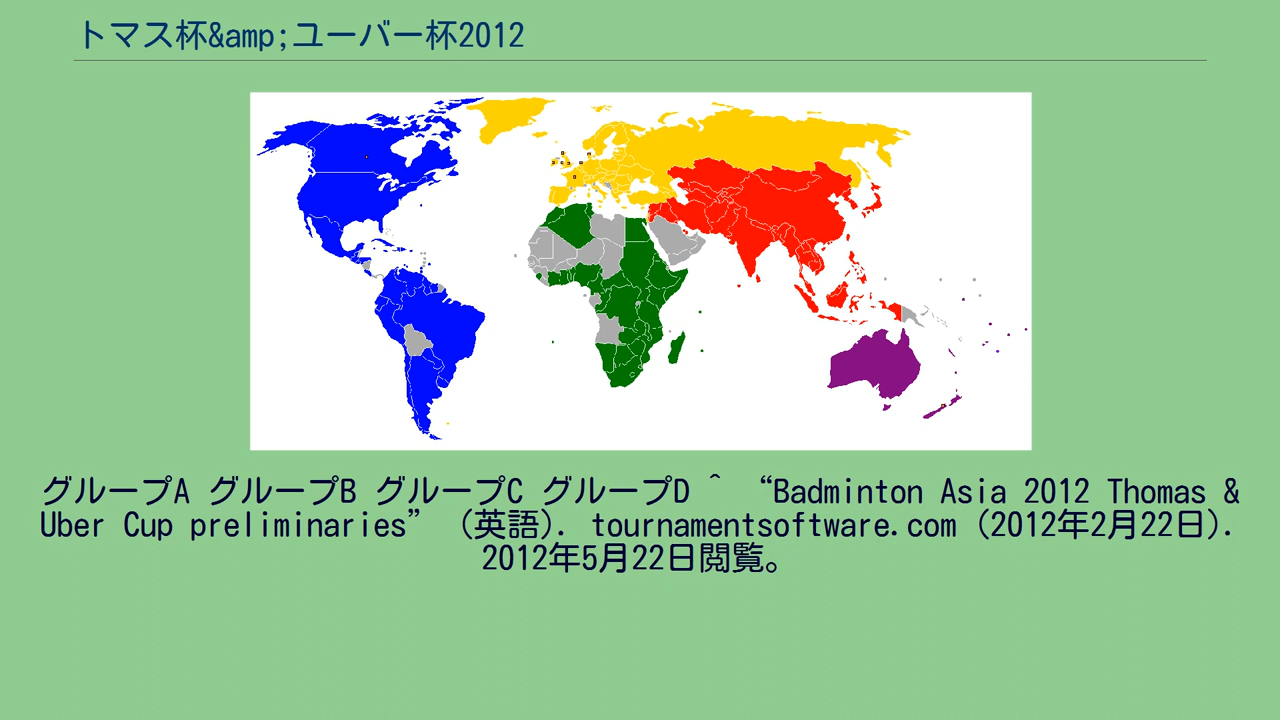 トマス杯&amp;ユーバー杯2012
グループA グループB グループC グループD ^ “Badminton Asia 2012 Thomas &
Uber Cup preliminaries” (英語). tournamentsoftware.com (2012年2月22日).
2012年5月22日閲覧。